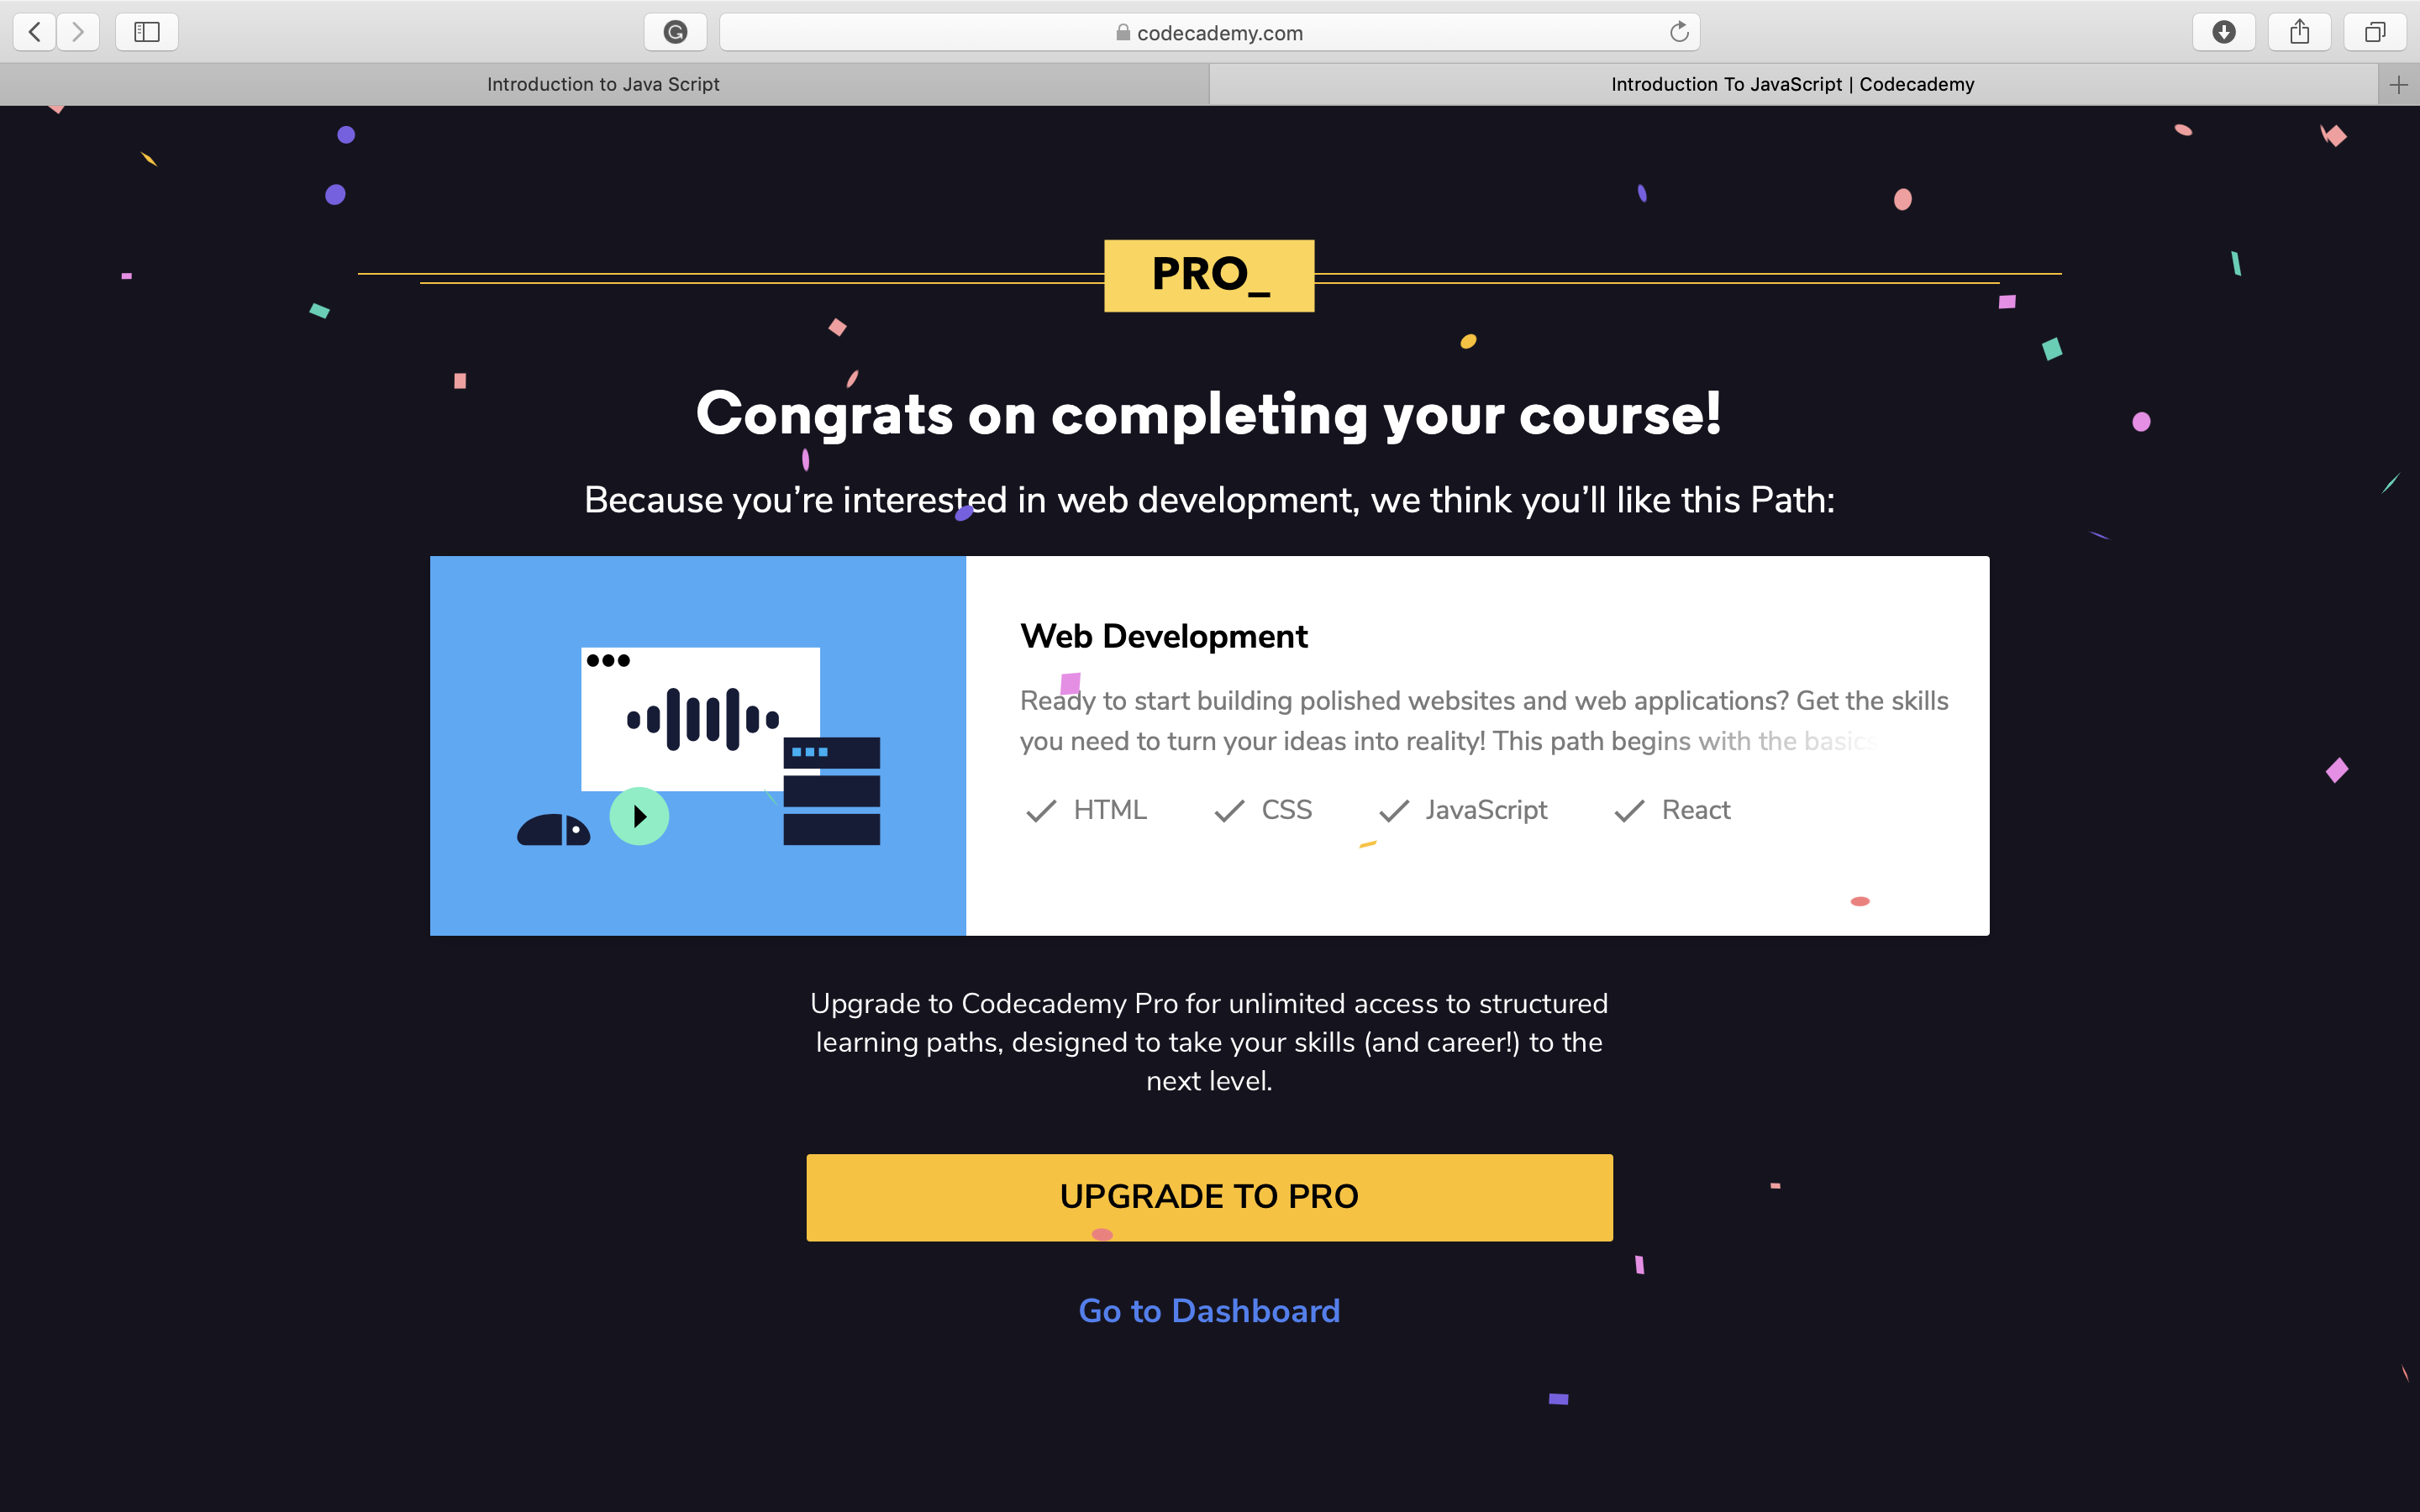 codecademy.com
Introduction to Java Script
Introduction To JavaScript | Codecademy
PRO_
Congrats on completing your course!
Because you’re interested in web development, we think you’ll like this Path:
Web Development
Ready to start building polished websites and web applications? Get the skills
you need to turn your ideas into reality! This path begins with the basics
HTML
CSS
JavaScript
React
Upgrade to Codecademy Pro for unlimited access to structured
learning paths, designed to take your skills (and career!) to the
next level.
UPGRADE TO PRO
Go to Dashboard